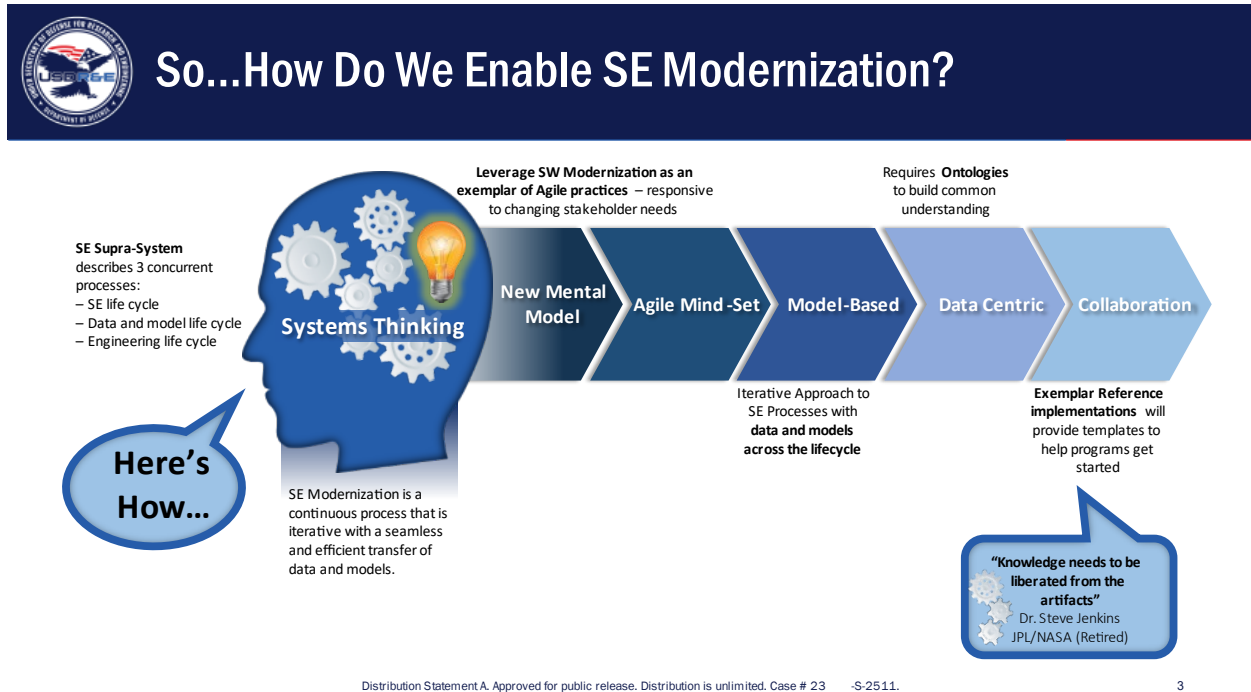 So...How Do We Enable SE Modernization?
USDR&E
Leverage SW Modernization as an
exemplar of Agile practices – responsive
to changing stakeholder needs
Requires Ontologies
to build common
understanding
SE Supra-System
describes 3 concurrent
processes:
– SE life cycle
– Data and model life cycle
– Engineering life cycle
Systems Thinking
New Mental
Model
Agile Mind -Set
Model-Based
Data Centric
Collaboration
Here's
How...
SE Modernization is a
continuous process that is
iterative with a seamless
and efficient transfer of
data and models.
Iterative Approach to
SE Processes with
data and models
across the lifecycle
Exemplar Reference
implementations will
provide templates to
help programs get
started
“Knowledge needs to be
liberated from the
artifacts”
Dr. Steve Jenkins
JPL/NASA (Retired)
Distribution Statement A. Approved for public release. Distribution is unlimited. Case # 23 -S-2511.
3